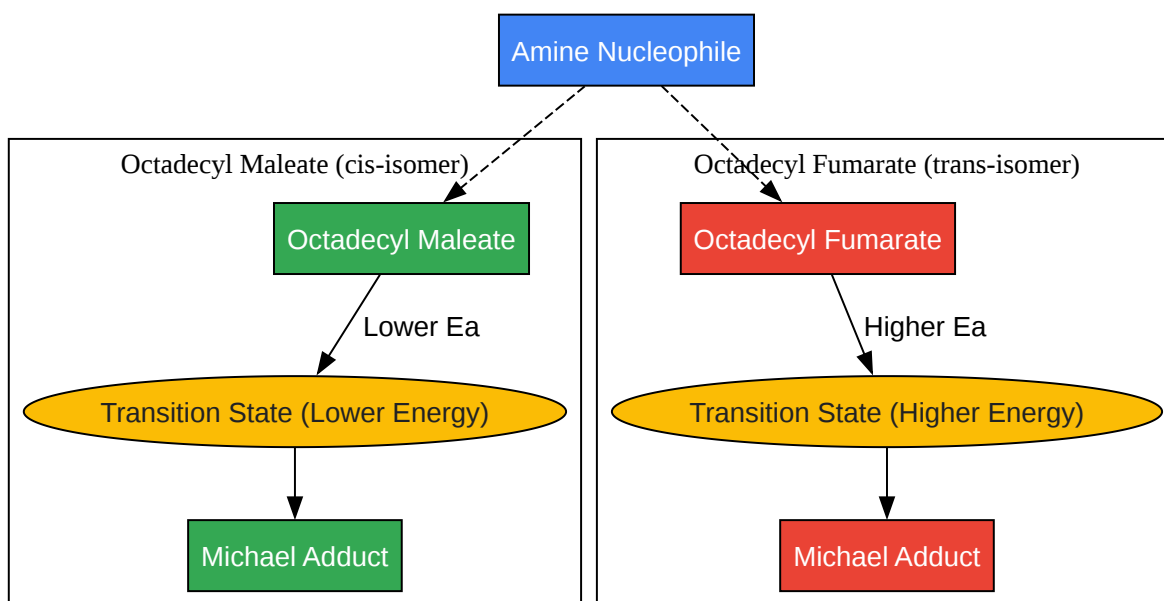 Amine Nucleophile
Octadecyl Maleate (cis-isomer)
Octadecyl Fumarate (trans-isomer)
Octadecyl Maleate
Octadecyl Fumarate
Lower Ea
Higher Ea
Transition State (Lower Energy)
Transition State (Higher Energy)
Michael Adduct
Michael Adduct